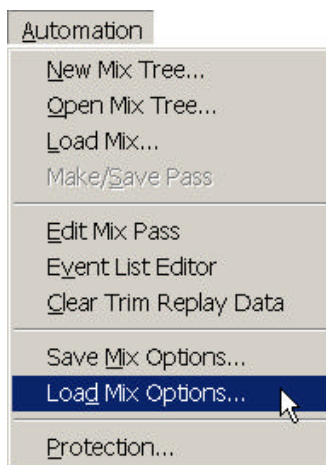 Automation
New Mix Tree...
Open Mix Tree...
Load Mix...
Make/Save Pass
Edit Mix Pass
Event List Editor
Clear Trim Replay Data
Save Mix Options...
Load Mix Options...
Protection...